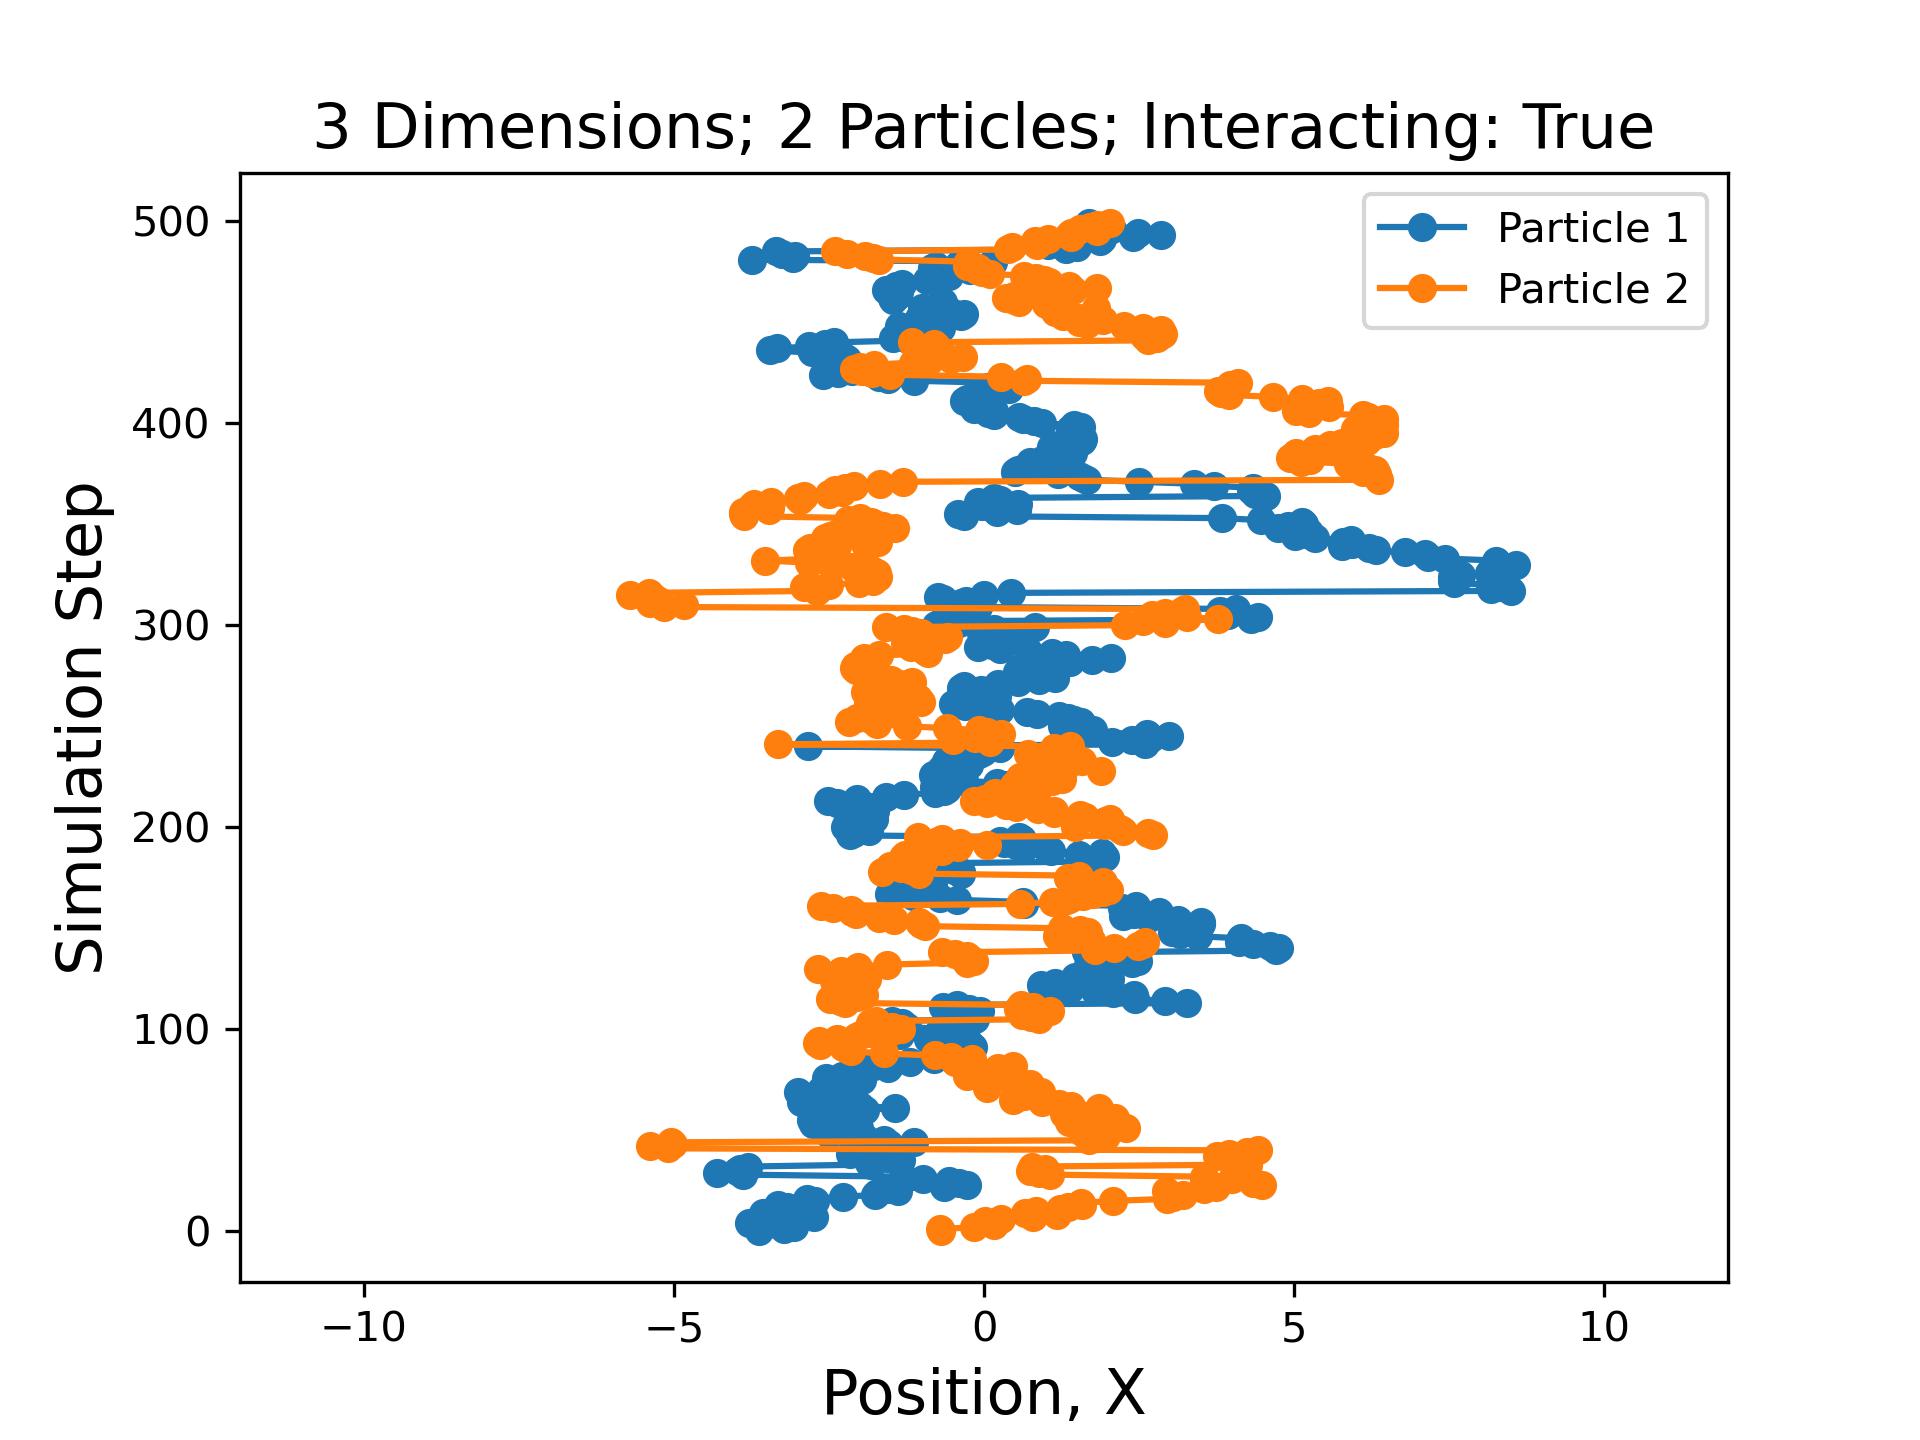 3 Dimensions; 2 Particles; Interacting: True
Particle 1
Particle 2
500
400
300
200
100
0
Simulation Step
−10
−5
0
5
10
Position, X